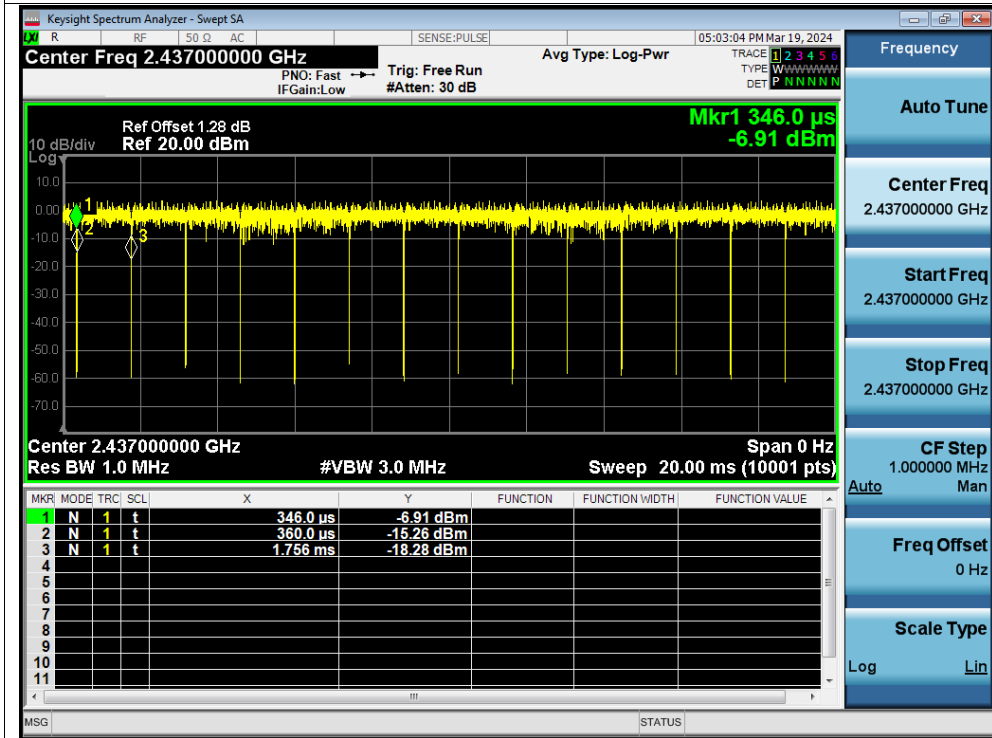 Keysight Spectrum Analyzer - Swept SA
LXI R RF 50 Ω AC SENSE:PULSE 05:03:04 PM Mar 19, 2024
Center Freq 2.437000000 GHz
PNO: Fast
IFGain:Low
Trig: Free Run
#Atten: 30 dB
Avg Type: Log-Pwr
TRACE 1 2 3 4 5 6
TYPE WWWWWW
DET P N N N N N
Ref Offset 1.28 dB
10 dB/div Ref 20.00 dBm
Log
Mkr1 346.0 µs
-6.91 dBm
10.0
0.00
-10.0
-20.0
-30.0
-40.0
-50.0
-60.0
-70.0
1
2
3
Center 2.437000000 GHz Span 0 Hz
Res BW 1.0 MHz #VBW 3.0 MHz Sweep 20.00 ms (10001 pts)
MKR MODE TRC SCL X Y FUNCTION FUNCTION WIDTH FUNCTION VALUE
1 N 1 t 346.0 µs -6.91 dBm
2 N 1 t 360.0 µs -15.26 dBm
3 N 1 t 1.756 ms -18.28 dBm
4
5
6
7
8
9
10
11
MSG STATUS
Frequency
Auto Tune
Center Freq
2.437000000 GHz
Start Freq
2.437000000 GHz
Stop Freq
2.437000000 GHz
CF Step
1.000000 MHz
Auto Man
Freq Offset
0 Hz
Scale Type
Log Lin